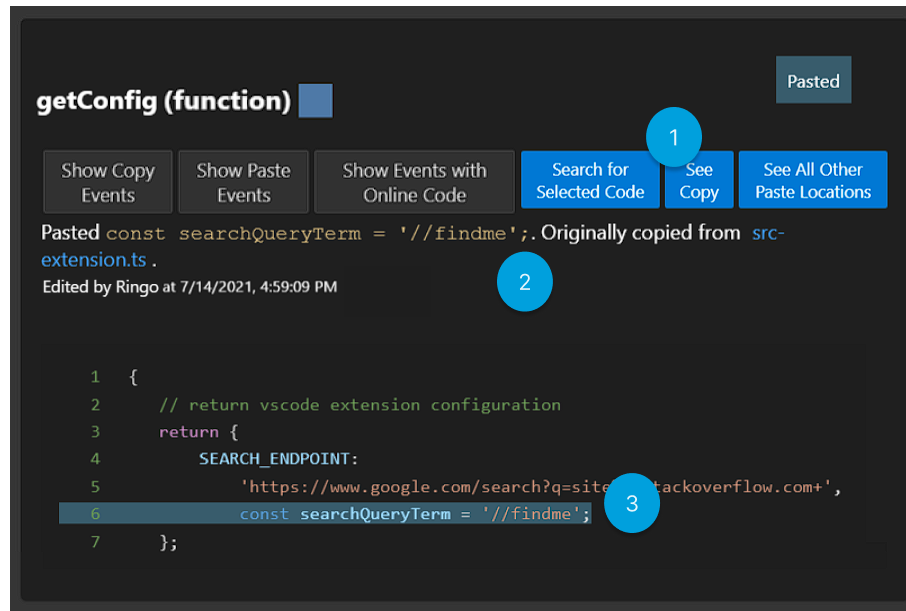 Pasted
getConfig (function)
1
Show Copy Events
Show Paste Events
Show Events with Online Code
Search for Selected Code
See Copy
See All Other Paste Locations
Pasted const searchQueryTerm = '//findme';. Originally copied from src-
extension.ts .
2
Edited by Ringo at 7/14/2021, 4:59:09 PM
1 {
2 // return vscode extension configuration
3 return {
4 SEARCH_ENDPOINT:
5 'https://www.google.com/search?q=site tackoverflow.com+',
6 const searchQueryTerm = '//findme';
3
7 };